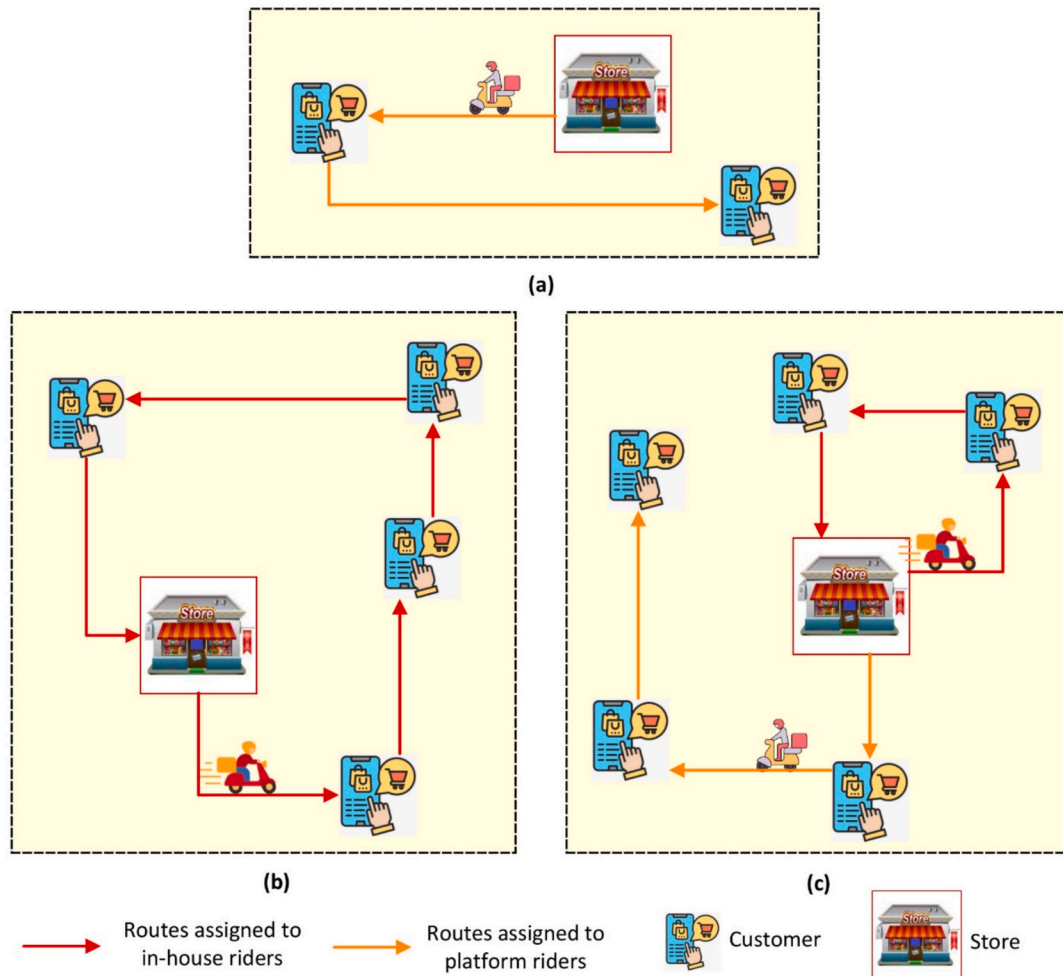 Store
(a)
Store
Store
(b)
(c)
Routes assigned to
in-house riders
Routes assigned to
platform riders
Customer
Store
Store